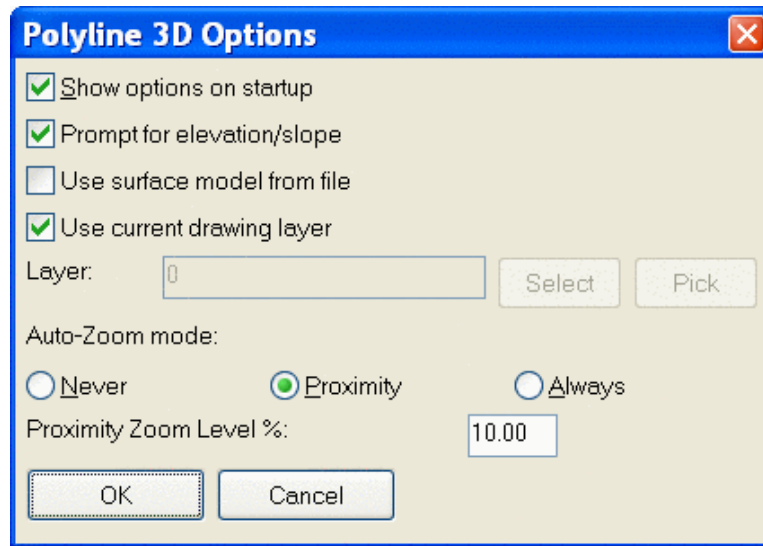 Polyline 3D Options
Show options on startup
Prompt for elevation/slope
Use surface model from file
Use current drawing layer
Layer: 0 Select Pick
Auto-Zoom mode:
Never Proximity Always
Proximity Zoom Level %: 10.00
OK Cancel